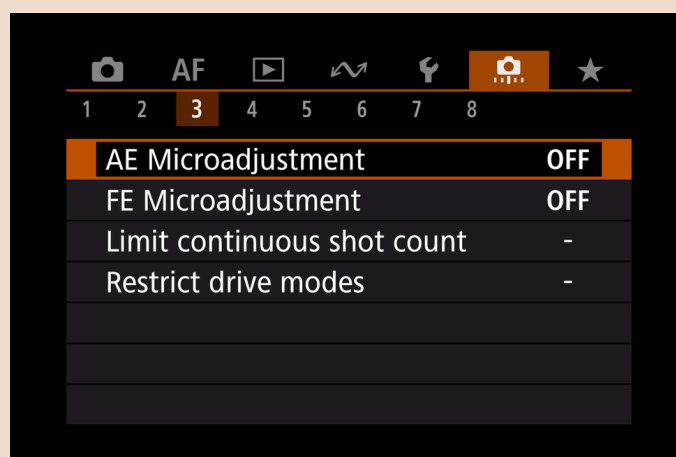 AF
1 2 3 4 5 6 7 8
AE Microadjustment OFF
FE Microadjustment OFF
Limit continuous shot count -
Restrict drive modes -